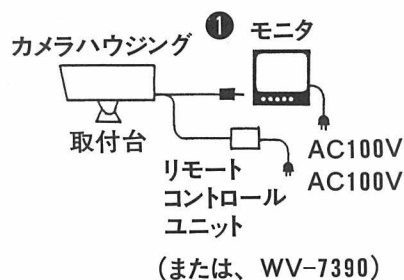 ❶
カメラハウジング
モニタ
取付台
AC100V
リモート
コントロール
ユニット
AC100V
(または、WV-7390)